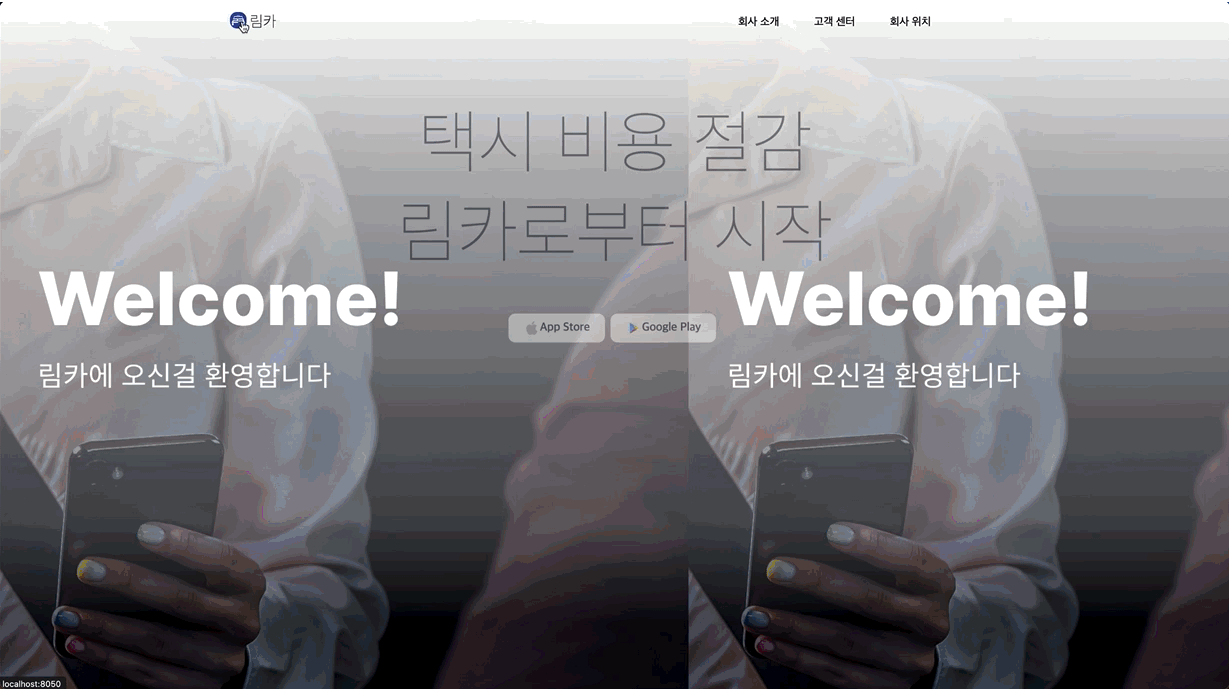 림카
회사 소개
고객 센터
회사 위치
택시 비용 절감
림카로부터 시작
Welcome!
림카에 오신걸 환영합니다
App Store
Google Play
Welcome!
림카에 오신걸 환영합니다
localhost:8050